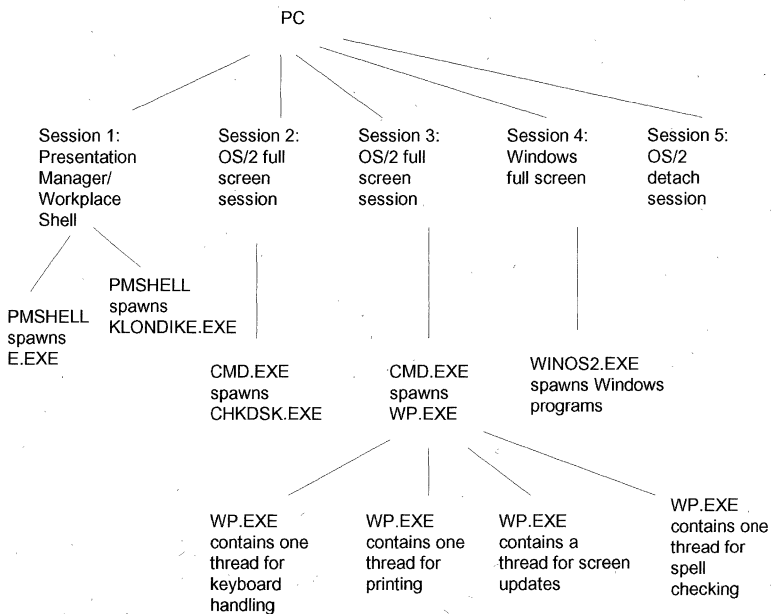 PC
Session 1:
Presentation
Manager/
Workplace
Shell
Session 2:
OS/2 full
screen
session
Session 3:
OS/2 full
screen
session
Session 4:
Windows
full screen
Session 5:
OS/2
detach
session
PMSHELL
spawns
E.EXE
PMSHELL
spawns
KLONDIKE.EXE
CMD.EXE
spawns
CHKDSK.EXE
CMD.EXE
spawns
WP.EXE
WINOS2.EXE
spawns Windows
programs
WP.EXE
contains one
thread for
keyboard
handling
WP.EXE
contains one
thread for
printing
WP.EXE
contains a
thread for screen
updates
WP.EXE
contains one
thread for
spell
checking